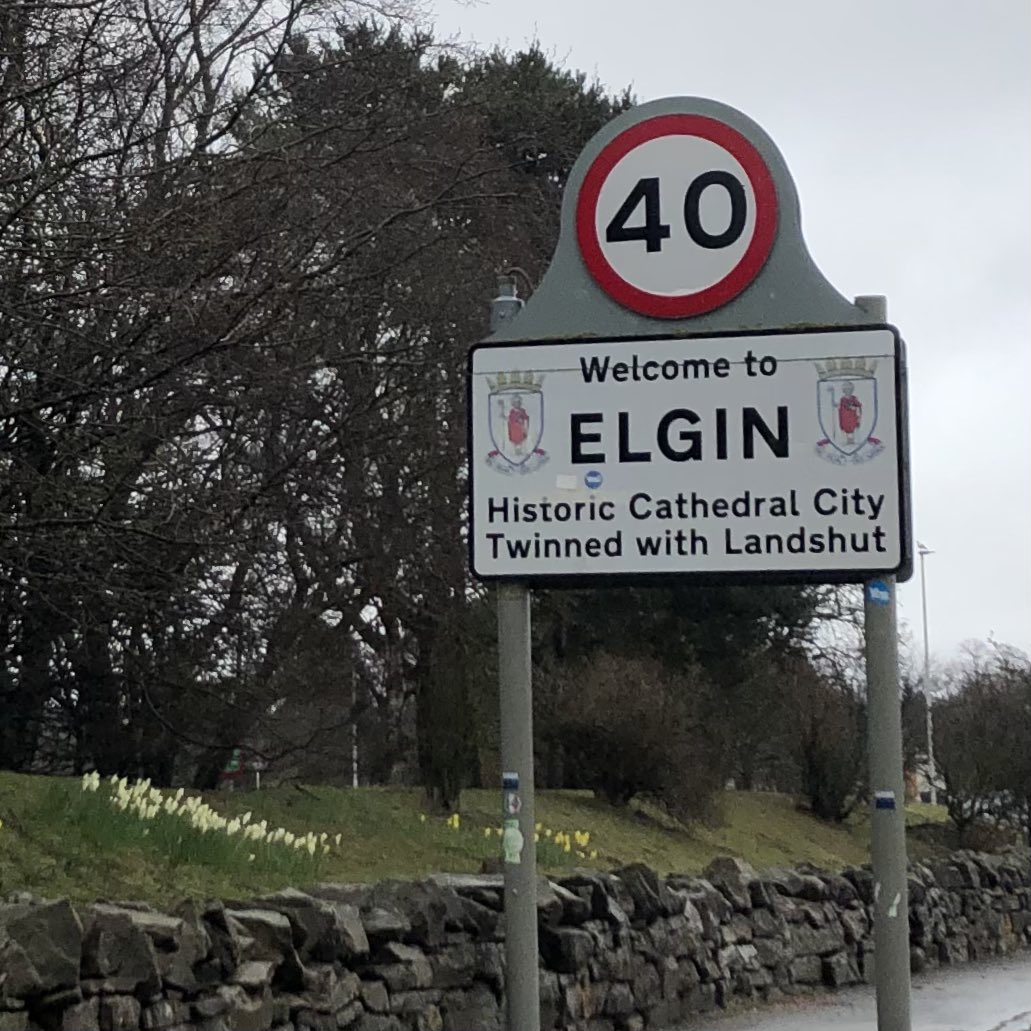 40
Welcome to
ELGIN
Historic Cathedral City
Twinned with Landshut